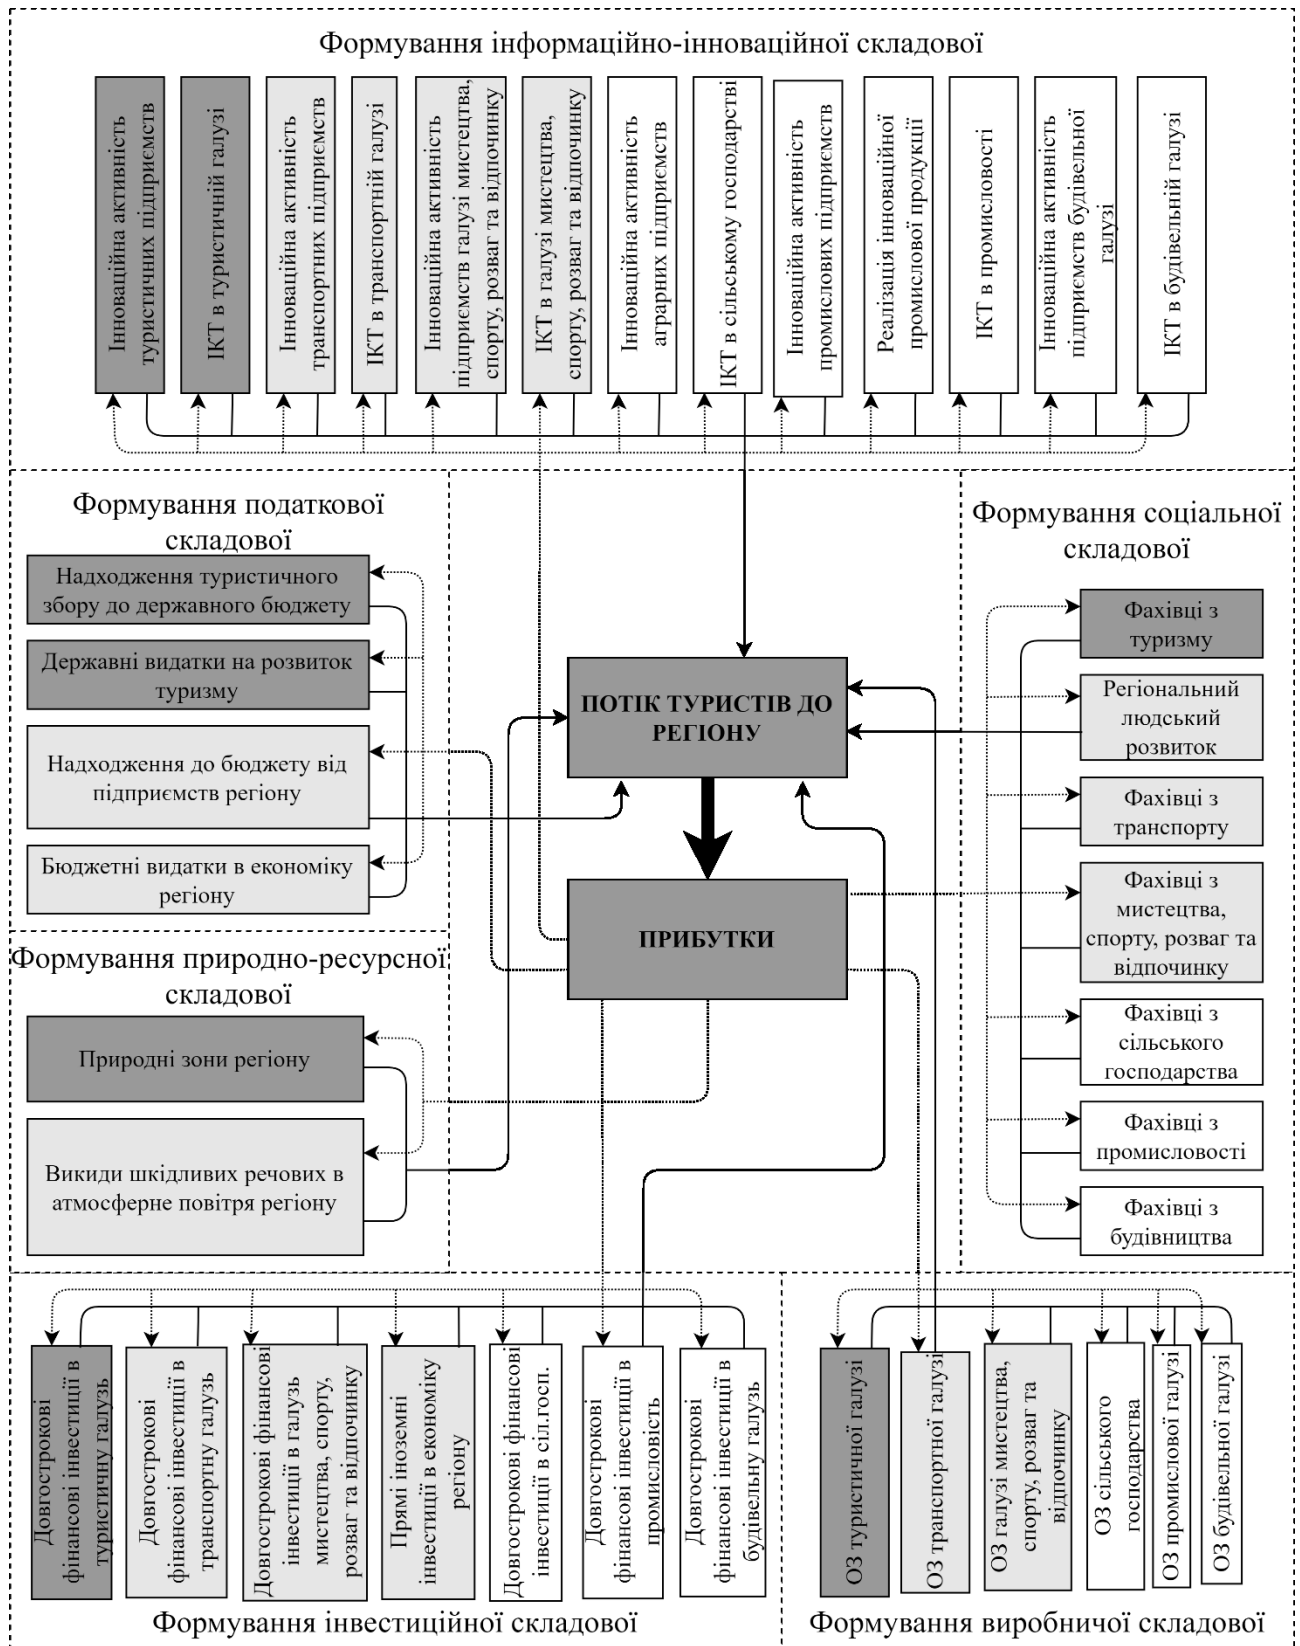 Формування інформаційно-інноваційної складової
Інноваційна активність
туристичних підприємств
ІКТ в туристичній галузі
Інноваційна активність
транспортних підприємств
ІКТ в транспортній галузі
Інноваційна активність
підприємств галузі мистецтва,
спорту, розваг та відпочинку
ІКТ в галузі мистецтва,
спорту, розваг та відпочинку
Інноваційна активність
аграрних підприємств
ІКТ в сільському господарстві
Інноваційна активність
промислових підприємств
Реалізація інноваційної
промислової продукції
ІКТ в промисловості
Інноваційна активність
підприємств будівельної
галузі
ІКТ в будівельній галузі
Формування податкової
складової
Надходження туристичного
збору до державного бюджету
Державні видатки на розвиток
туризму
Надходження до бюджету від
підприємств регіону
Бюджетні видатки в економіку
регіону
Формування природно-ресурсної
складової
Природні зони регіону
Викиди шкідливих речових в
атмосферне повітря регіону
ПОТІК ТУРИСТІВ ДО
РЕГІОНУ
ПРИБУТКИ
Формування соціальної
складової
Фахівці з
туризму
Регіональний
людський
розвиток
Фахівці з
транспорту
Фахівці з
мистецтва,
спорту, розваг та
відпочинку
Фахівці з
сільського
господарства
Фахівці з
промисловості
Фахівці з
будівництва
Довгострокові
фінансові інвестиції в
туристичну галузь
Довгострокові
фінансові інвестиції в
транспортну галузь
Довгострокові фінансові
інвестиції в галузь
мистецтва, спорту,
розваг та відпочинку
Прямі іноземні
інвестиції в економіку
регіону
Довгострокові фінансові
інвестиції в сіл.госп.
Довгострокові
фінансові інвестиції в
промисловість
Довгострокові
фінансові інвестиції в
будівельну галузь
Формування інвестиційної складової
ОЗ туристичної галузі
ОЗ транспортної галузі
ОЗ галузі мистецтва,
спорту, розваг та
відпочинку
ОЗ сільського
господарства
ОЗ промислової галузі
ОЗ будівельної галузі
Формування виробничої складової